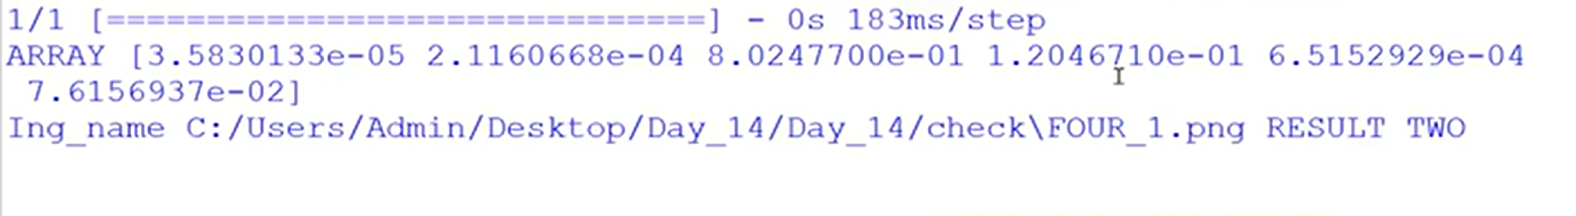 1/1 [==============================] - 0s 183ms/step
ARRAY [3.5830133e-05 2.1160668e-04 8.0247700e-01 1.2046710e-01 6.5152929e-04
7.6156937e-02]
Ing_name C:/Users/Admin/Desktop/Day_14/Day_14/check\FOUR_1.png RESULT TWO